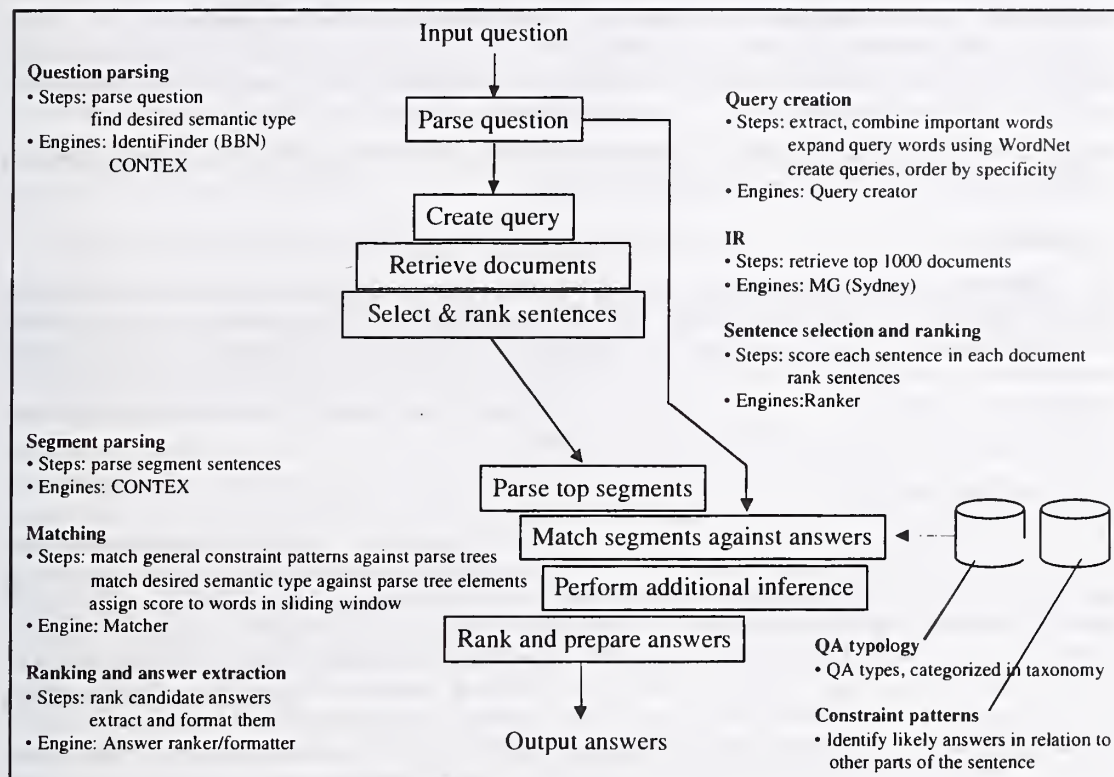 Input question
Question parsing
• Steps: parse question
find desired semantic type
• Engines: IdentiFinder (BBN)
CONTEX
Parse question
Create query
Retrieve documents
Select & rank sentences
Query creation
• Steps: extract, combine important words
expand query words using WordNet
create queries, order by specificity
• Engines: Query creator
IR
• Steps: retrieve top 1000 documents
• Engines: MG (Sydney)
Sentence selection and ranking
• Steps: score each sentence in each document
rank sentences
• Engines:Ranker
Segment parsing
• Steps: parse segment sentences
• Engines: CONTEX
Matching
• Steps: match general constraint patterns against parse trees
match desired semantic type against parse tree elements
assign score to words in sliding window
• Engine: Matcher
Ranking and answer extraction
• Steps: rank candidate answers
extract and format them
• Engine: Answer ranker/formatter
Parse top segments
Match segments against answers
Perform additional inference
Rank and prepare answers
Output answers
QA typology
• QA types, categorized in taxonomy
Constraint patterns
• Identify likely answers in relation to
other parts of the sentence